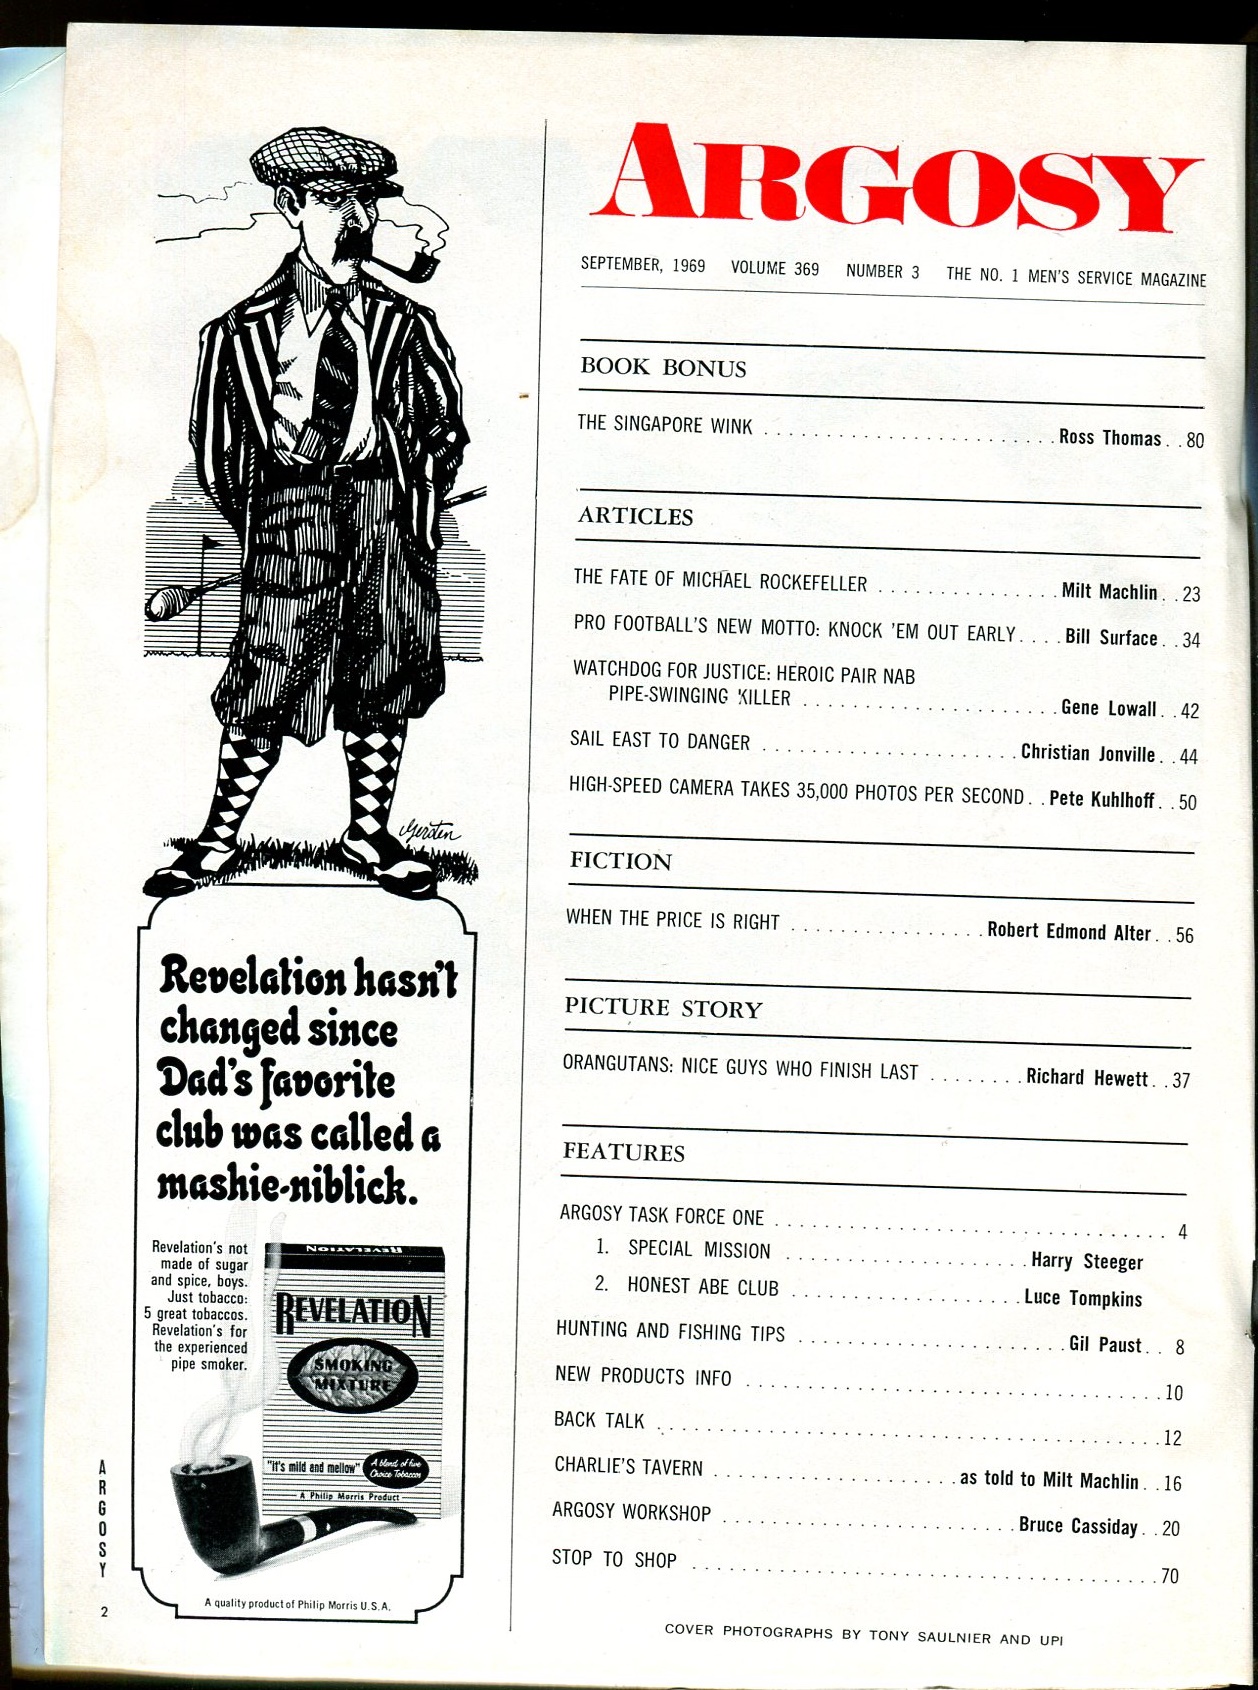 ARGOSY
SEPTEMBER, 1969 VOLUME 369 NUMBER 3 THE NO. 1 MEN'S SERVICE MAGAZINE
BOOK BONUS
THE SINGAPORE WINK . . . . . . . . . . . . . . . . . . . . . . . . Ross Thomas. . 80
ARTICLES
THE FATE OF MICHAEL ROCKEFELLER . . . . . . . . . . . . . . . Milt Machlin. . 23
PRO FOOTBALL'S NEW MOTTO: KNOCK 'EM OUT EARLY. . . . Bill Surface. . 34
WATCHDOG FOR JUSTICE: HEROIC PAIR NAB
PIPE-SWINGING KILLER . . . . . . . . . . . . . . . . . . . . . Gene Lowall. . 42
SAIL EAST TO DANGER . . . . . . . . . . . . . . . . . . . . . Christian Jonville. . 44
HIGH-SPEED CAMERA TAKES 35,000 PHOTOS PER SECOND. . Pete Kuhlhoff. . 50
FICTION
WHEN THE PRICE IS RIGHT . . . . . . . . . . . . . . . . Robert Edmond Alter. . 56
PICTURE STORY
ORANGUTANS: NICE GUYS WHO FINISH LAST . . . . . . . . Richard Hewett. . 37
FEATURES
ARGOSY TASK FORCE ONE . . . . . . . . . . . . . . . . . . . . . . . . . . . . . . . . . 4
1. SPECIAL MISSION . . . . . . . . . . . . . . . . . . . . Harry Steeger
2. HONEST ABE CLUB . . . . . . . . . . . . . . . . . . . . Luce Tompkins
HUNTING AND FISHING TIPS . . . . . . . . . . . . . . . . . . . . . . Gil Paust. . 8
NEW PRODUCTS INFO . . . . . . . . . . . . . . . . . . . . . . . . . . . . . . . . . . 10
BACK TALK . . . . . . . . . . . . . . . . . . . . . . . . . . . . . . . . . . . . . . . . . 12
CHARLIE'S TAVERN . . . . . . . . . . . . . . . . . . . . as told to Milt Machlin. . 16
ARGOSY WORKSHOP . . . . . . . . . . . . . . . . . . . . . . . . Bruce Cassiday. . 20
STOP TO SHOP . . . . . . . . . . . . . . . . . . . . . . . . . . . . . . . . . . . . . . 70
COVER PHOTOGRAPHS BY TONY SAULNIER AND UPI
Gersten
Revelation hasn't
changed since
Dad's favorite
club was called a
mashie-niblick.
Revelation's not
made of sugar
and spice, boys.
Just tobacco:
5 great tobaccos.
Revelation's for
the experienced
pipe smoker.
REVELATION
REVELATION
SMOKING
MIXTURE
"it's mild and mellow"
A blend of five
Choice Tobaccos
A Philip Morris Product
A quality product of Philip Morris U.S.A.
ARGOSY
2